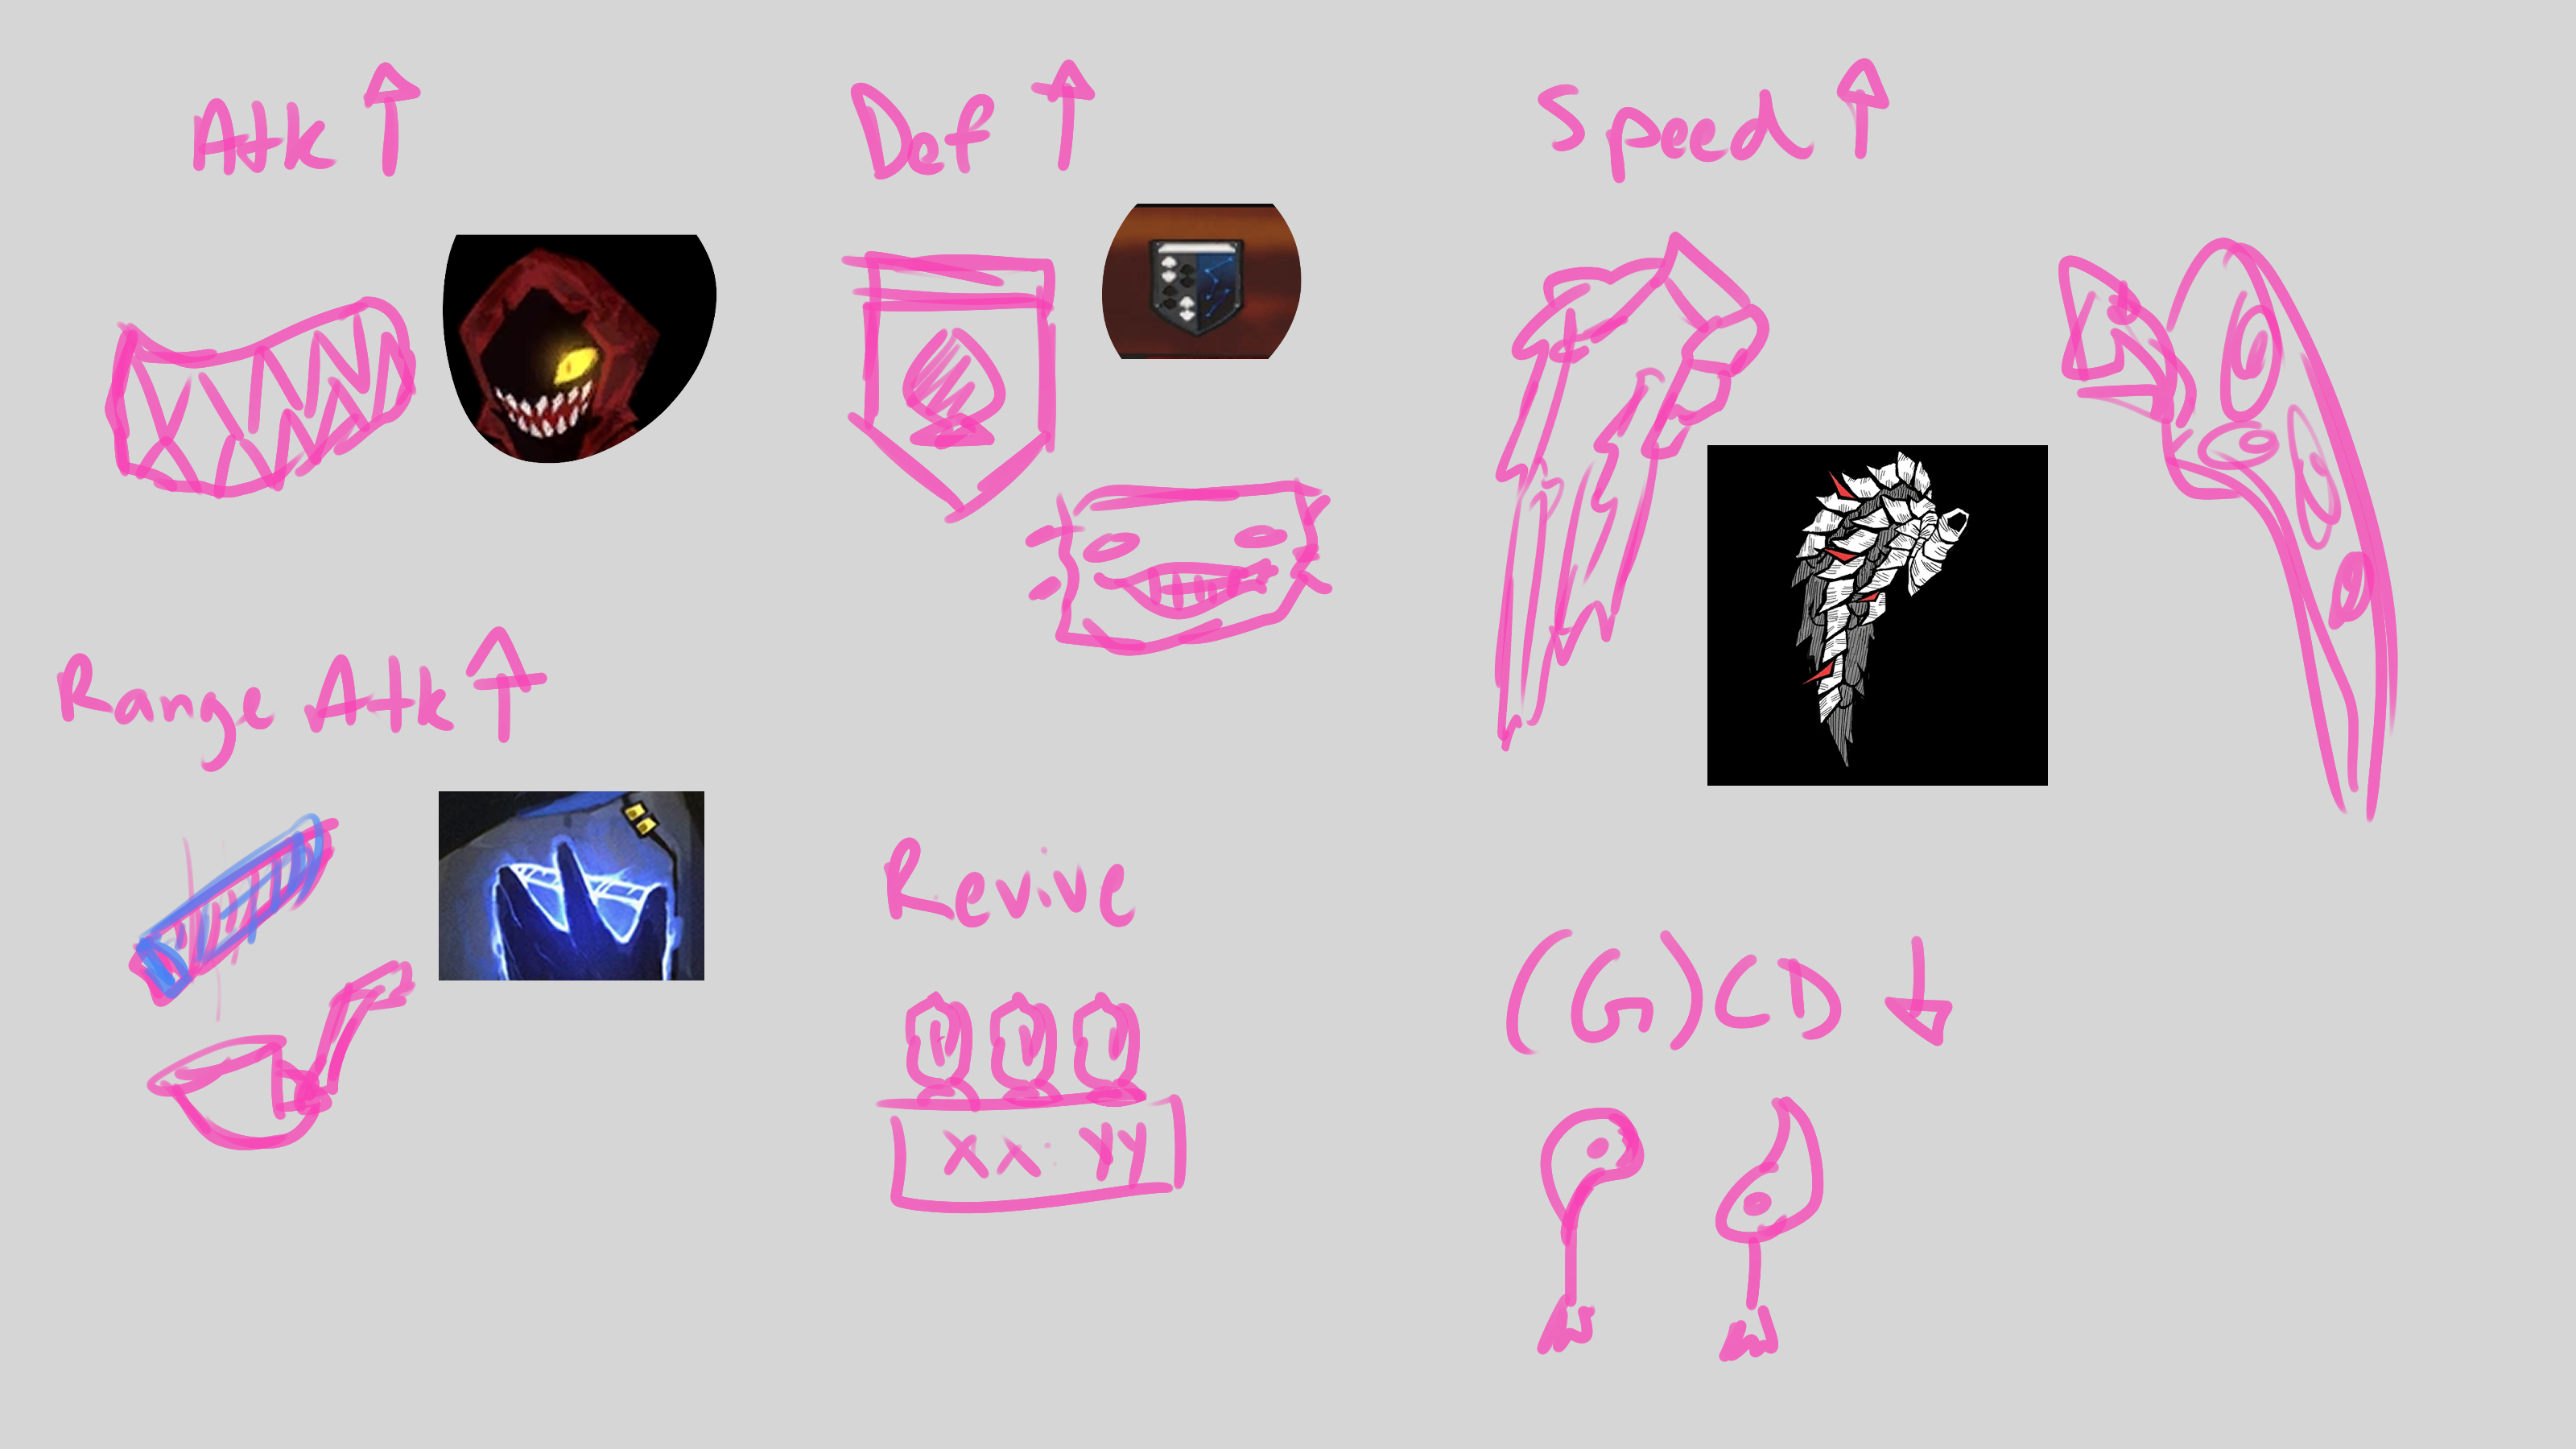 Atk ↑
Def ↑
Speed ↑
Range Atk ↑
Revive
XX:YY
(G)CD ↓